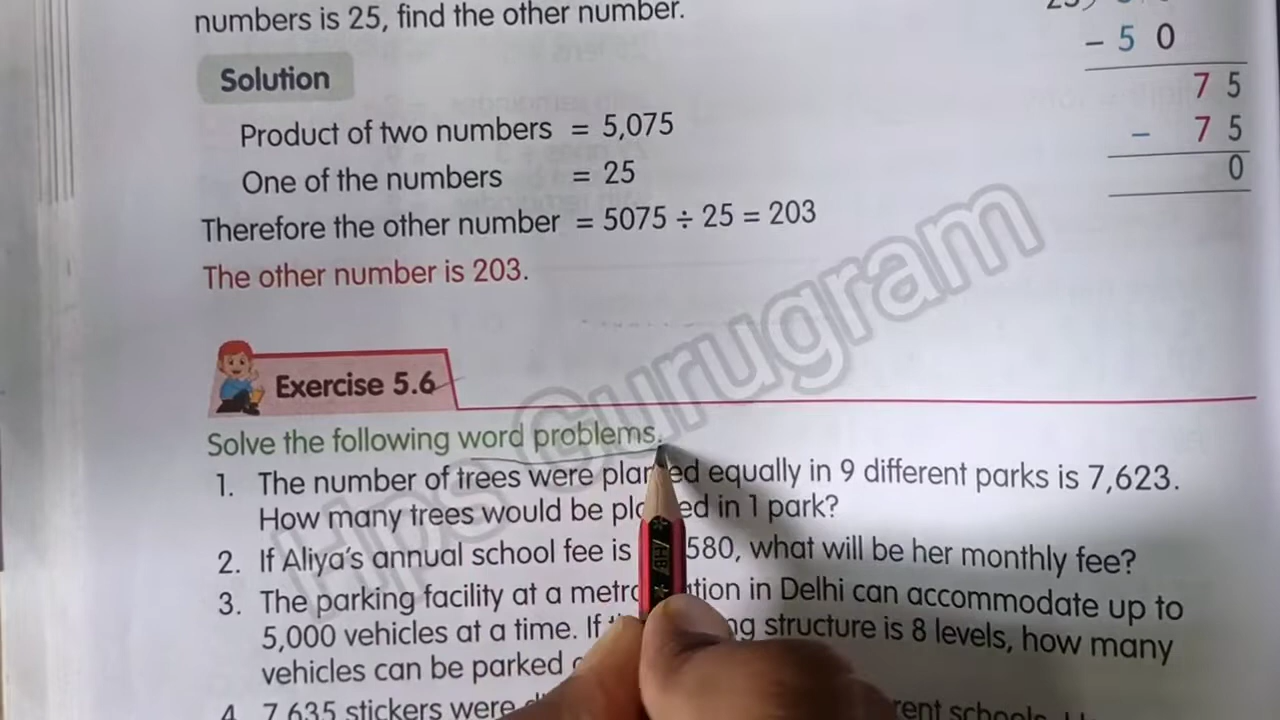 numbers is 25, find the other number.
- 5 0
Solution
7 5
Product of two numbers = 5,075
- 7 5
One of the numbers = 25
0
Therefore the other number = 5075 ÷ 25 = 203
The other number is 203.
Hps Gurugram
Exercise 5.6
Solve the following word problems.
1. The number of trees were planted equally in 9 different parks is 7,623.
How many trees would be in 1 park?
2. If Aliya's annual school fee is 580, what will be her monthly fee?
3. The parking facility at a metro in Delhi can accommodate up to
5,000 vehicles at a time. If structure is 8 levels, how many
vehicles can be parked
4. 7,635 stickers were schools.
HB